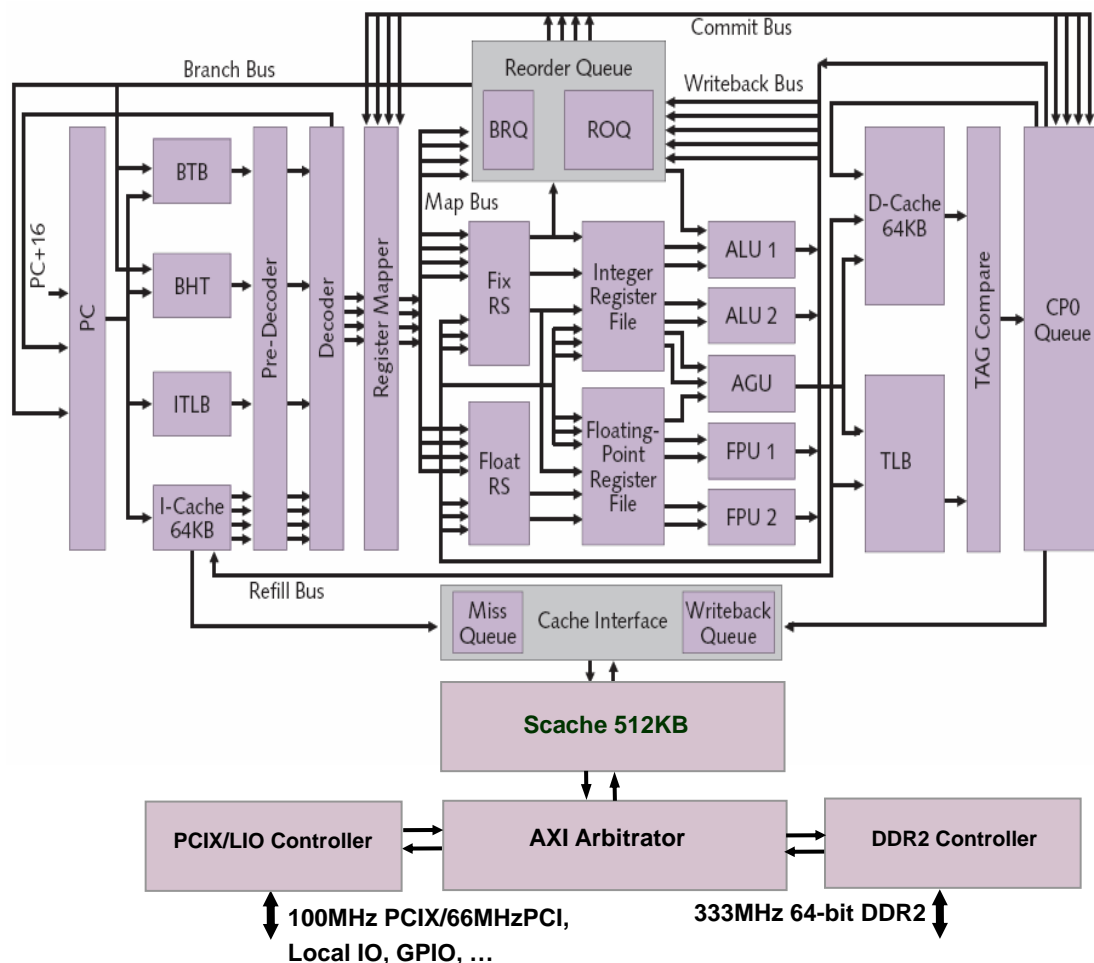 Commit Bus
Reorder Queue
Branch Bus
Writeback Bus
BRQ
ROQ
BTB
D-Cache
64KB
Map Bus
PC+16
PC
BHT
Pre-Decoder
Decoder
Register Mapper
Fix
RS
Integer
Register
File
ALU 1
ALU 2
TAG Compare
CP0
Queue
AGU
ITLB
Float
RS
Floating-
Point
Register
File
FPU 1
TLB
I-Cache
64KB
FPU 2
Refill Bus
Miss
Queue
Cache Interface
Writeback
Queue
Scache 512KB
PCIX/LIO Controller
AXI Arbitrator
DDR2 Controller
100MHz PCIX/66MHzPCI,
Local IO, GPIO, …
333MHz 64-bit DDR2